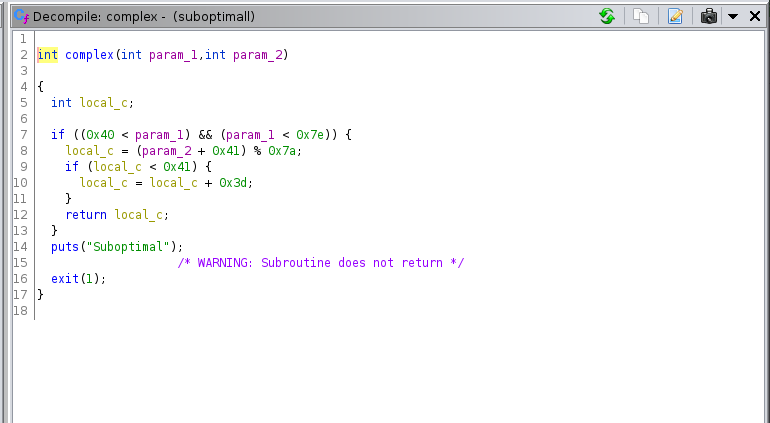 Decompile: complex - (suboptimall)
1
2 int complex(int param_1,int param_2)
3
4 {
5 int local_c;
6
7 if ((0x40 < param_1) && (param_1 < 0x7e)) {
8 local_c = (param_2 + 0x41) % 0x7a;
9 if (local_c < 0x41) {
10 local_c = local_c + 0x3d;
11 }
12 return local_c;
13 }
14 puts("Suboptimal");
15 /* WARNING: Subroutine does not return */
16 exit(1);
17 }
18